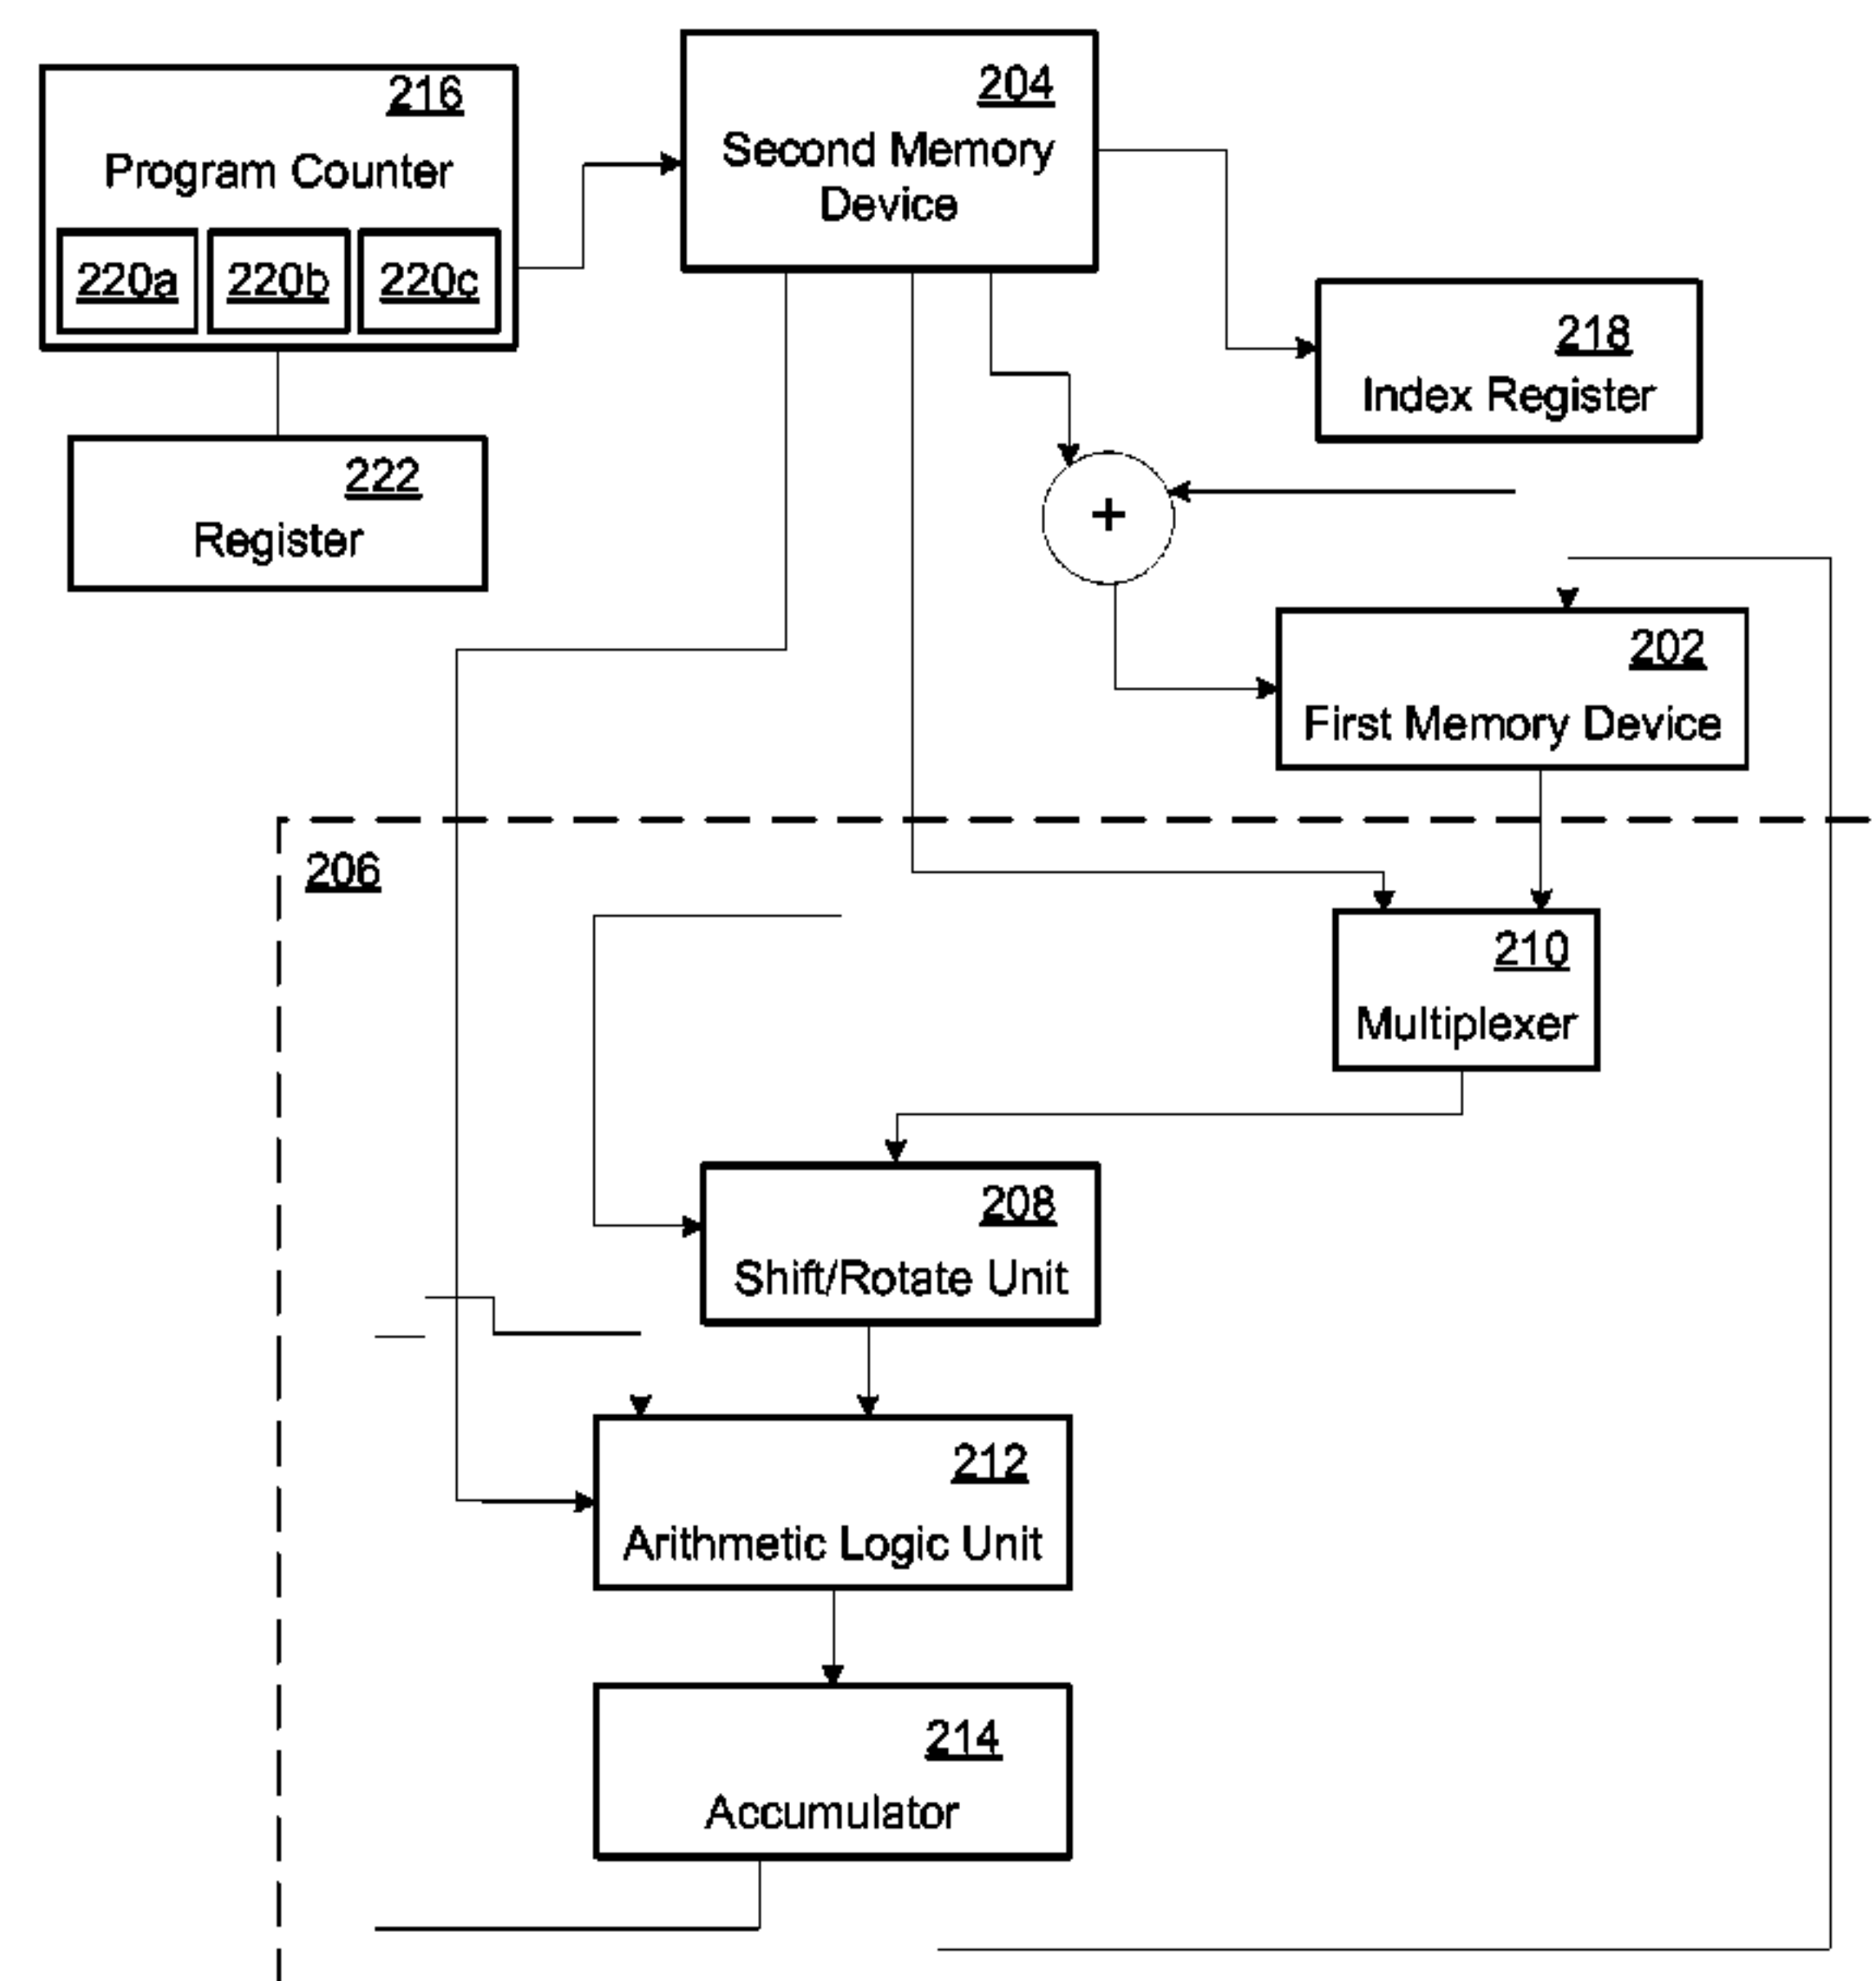 216
Program Counter
220a 220b 220c
204
Second Memory
Device
218
Index Register
222
Register
+
202
First Memory Device
206
210
Multiplexer
208
Shift/Rotate Unit
212
Arithmetic Logic Unit
214
Accumulator